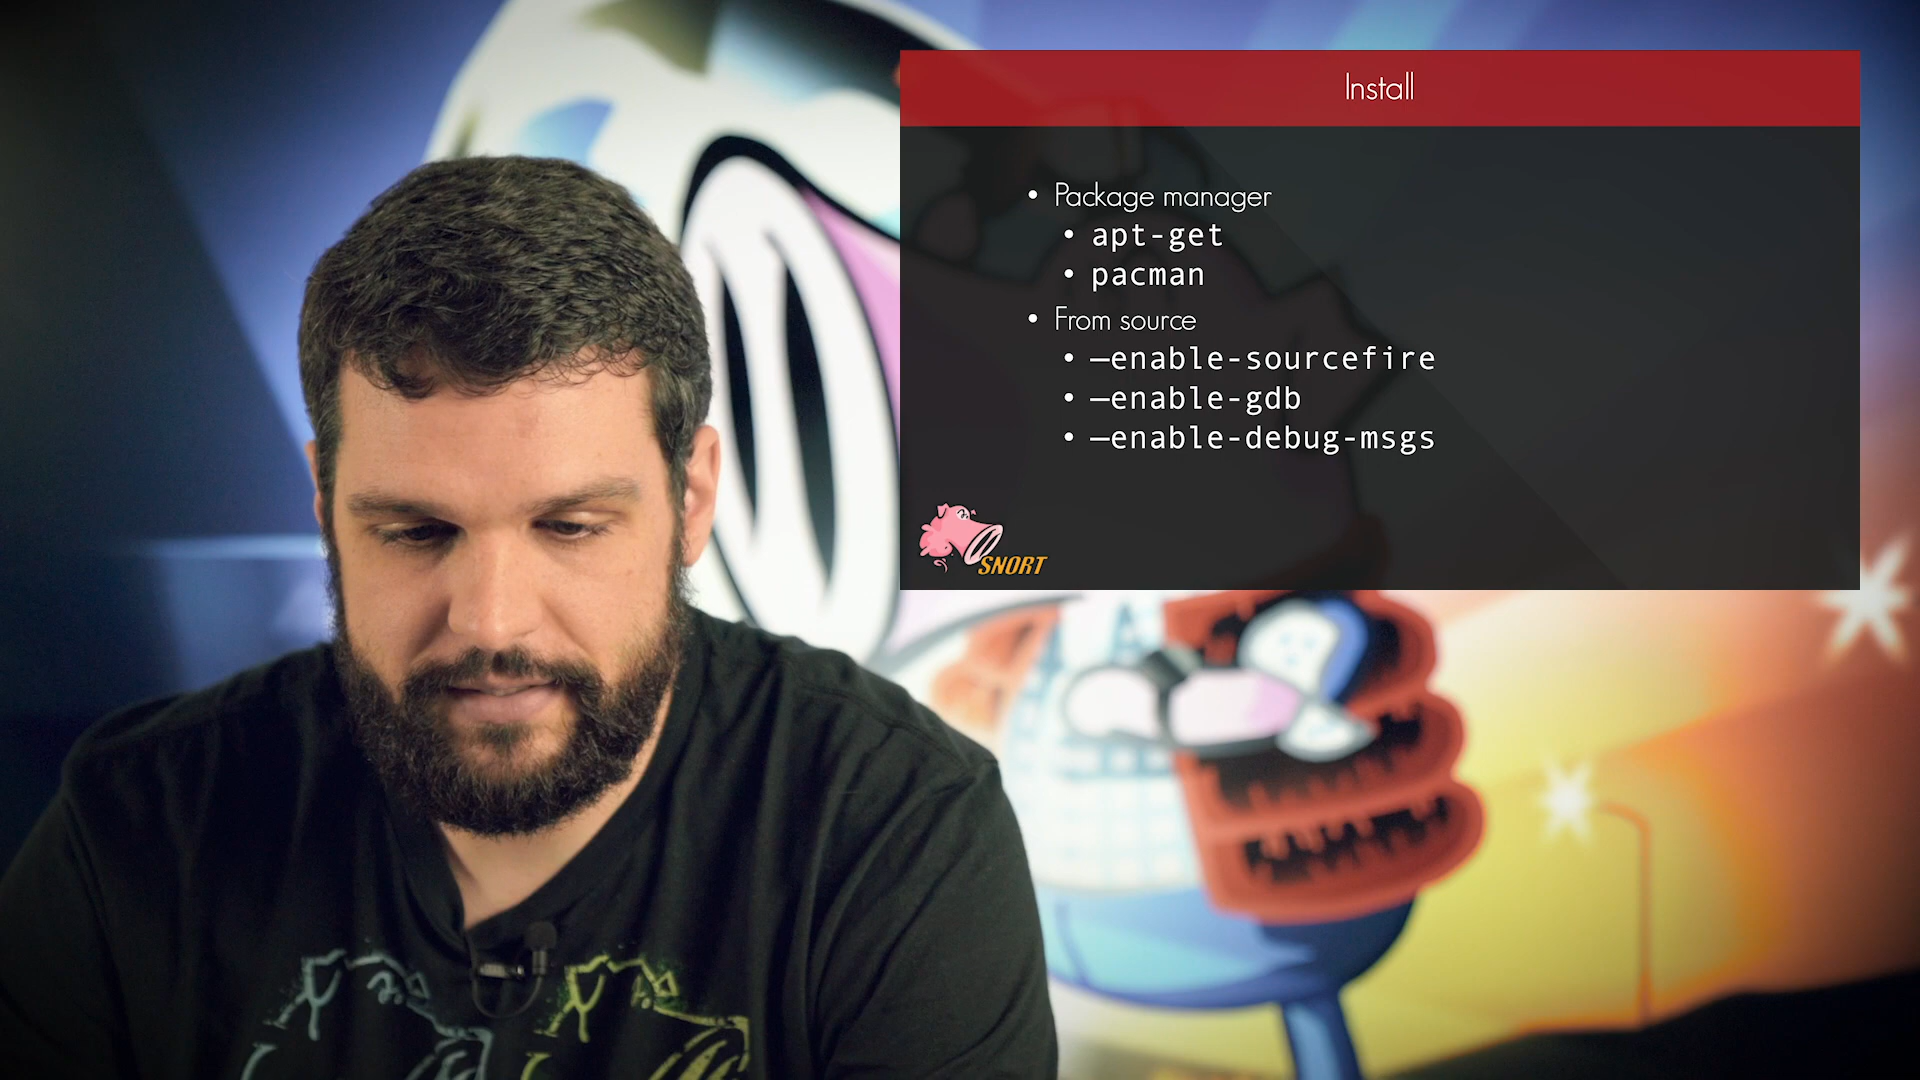 Install
• Package manager
• apt-get
• pacman
• From source
• —enable-sourcefire
• —enable-gdb
• —enable-debug-msgs
SNORT